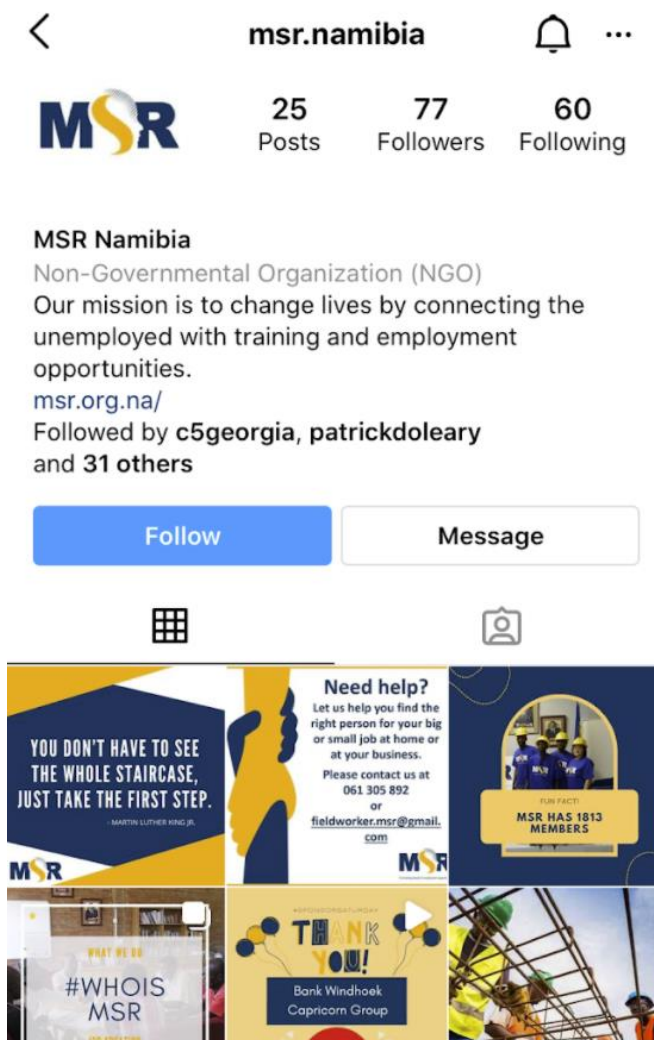 msr.namibia
MSR
25
Posts
77
Followers
60
Following
MSR Namibia
Non-Governmental Organization (NGO)
Our mission is to change lives by connecting the
unemployed with training and employment
opportunities.
msr.org.na/
Followed by c5georgia, patrickdoleary
and 31 others
Follow
Message
YOU DON'T HAVE TO SEE
THE WHOLE STAIRCASE,
JUST TAKE THE FIRST STEP.
- MARTIN LUTHER KING JR.
MSR
Need help?
Let us help you find the
right person for your big
or small job at home or
at your business.
Please contact us at
061 305 892
or
fieldworker.msr@gmail.
com
MSR
FUN FACT!
MSR HAS 1813
MEMBERS
WHAT WE DO
#WHOIS
MSR
JOB CREATION
#SPONSORSATURDAY
THANK
YOU!
Bank Windhoek
Capricorn Group